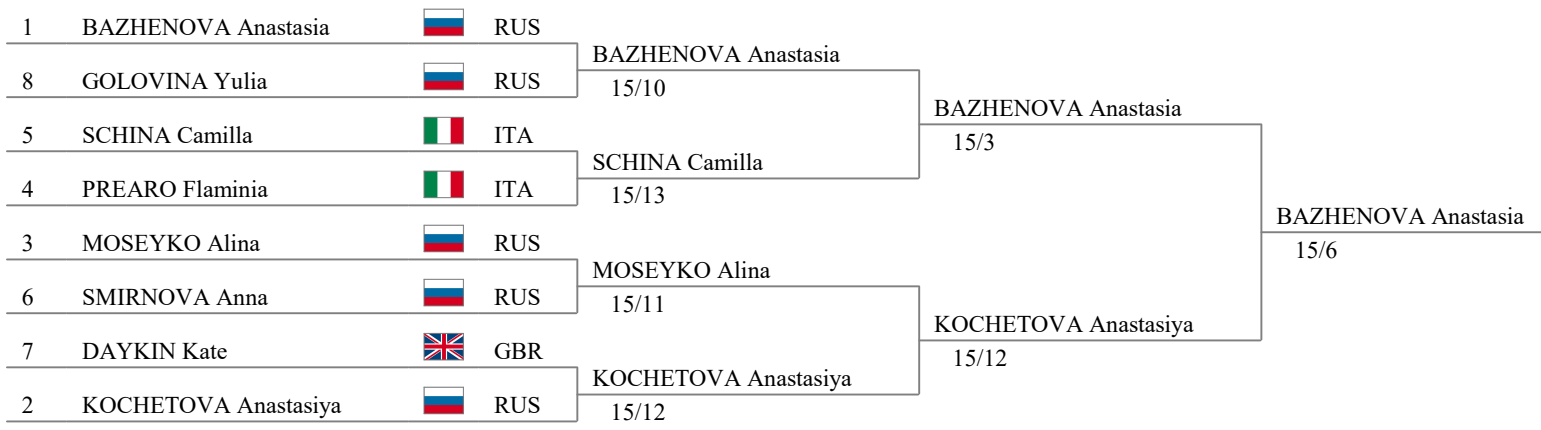 1 BAZHENOVA Anastasia RUS
BAZHENOVA Anastasia
8 GOLOVINA Yulia RUS
15/10
BAZHENOVA Anastasia
5 SCHINA Camilla ITA
15/3
SCHINA Camilla
4 PREARO Flaminia ITA
15/13
BAZHENOVA Anastasia
3 MOSEYKO Alina RUS
15/6
MOSEYKO Alina
6 SMIRNOVA Anna RUS
15/11
KOCHETOVA Anastasiya
7 DAYKIN Kate GBR
15/12
KOCHETOVA Anastasiya
2 KOCHETOVA Anastasiya RUS
15/12